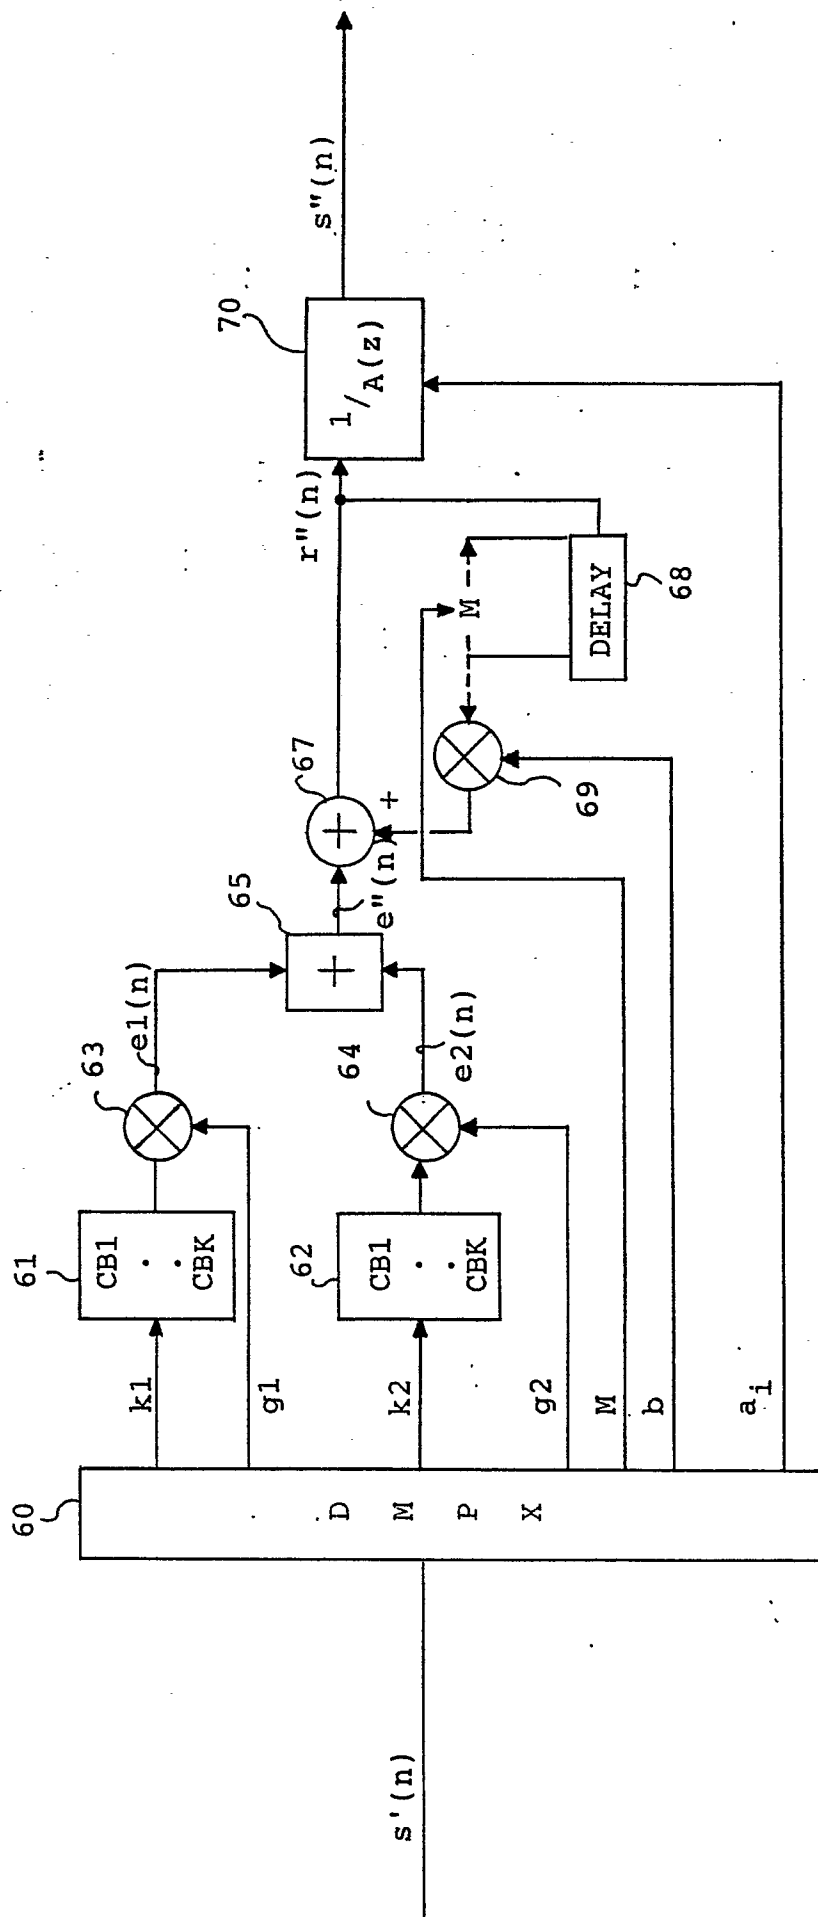 s'(n)
60
D M P X
k1
g1
k2
g2
M
b
a i
61
CB1
. .
CBK
62
CB1
. .
CBK
63
e1(n)
64
e2(n)
65
+
e"(n)
67
+
+
69
M
DELAY
68
r"(n)
70
1/A(z)
s"(n)